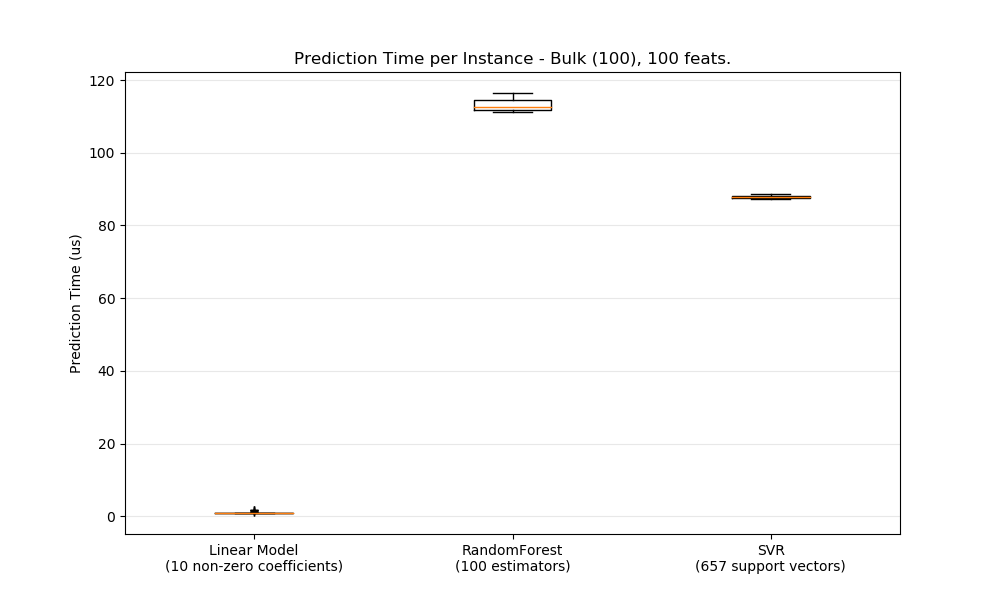 Prediction Time per Instance - Bulk (100), 100 feats.
120
100
80
60
40
20
0
Prediction Time (us)
Linear Model
(10 non-zero coefficients)
RandomForest
(100 estimators)
SVR
(657 support vectors)